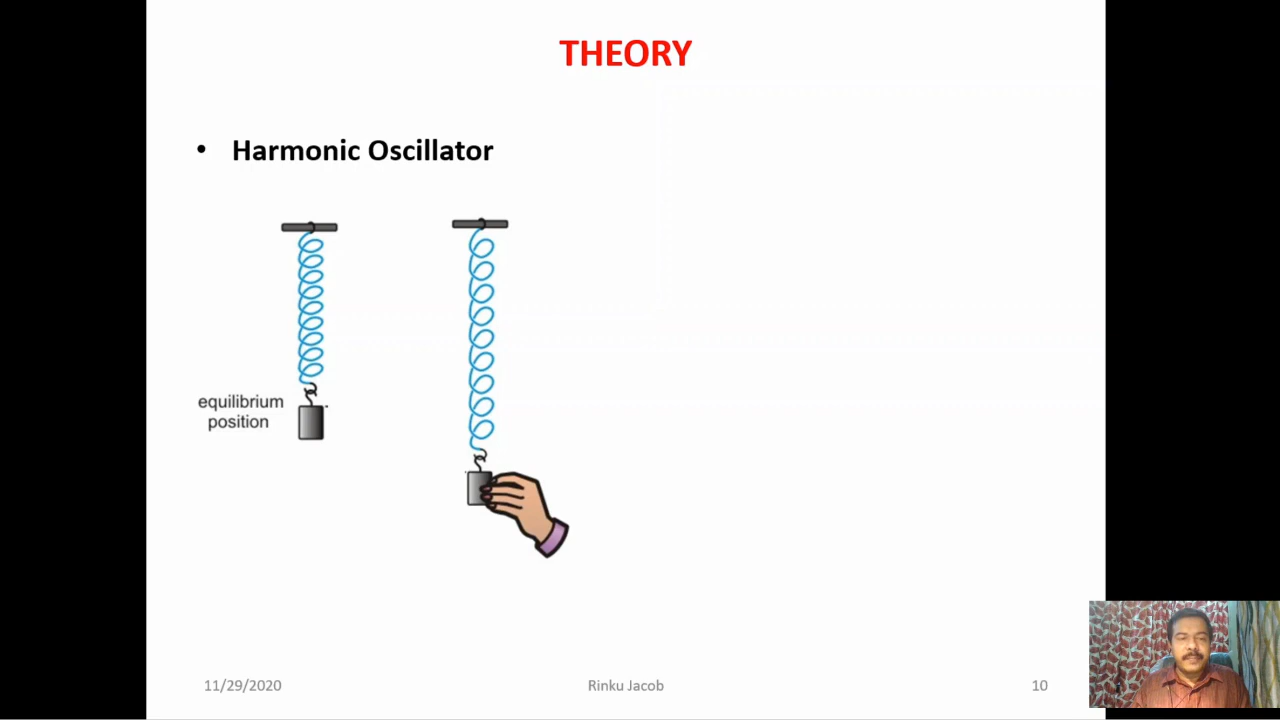 THEORY
• Harmonic Oscillator
equilibrium
position
11/29/2020
Rinku Jacob
10